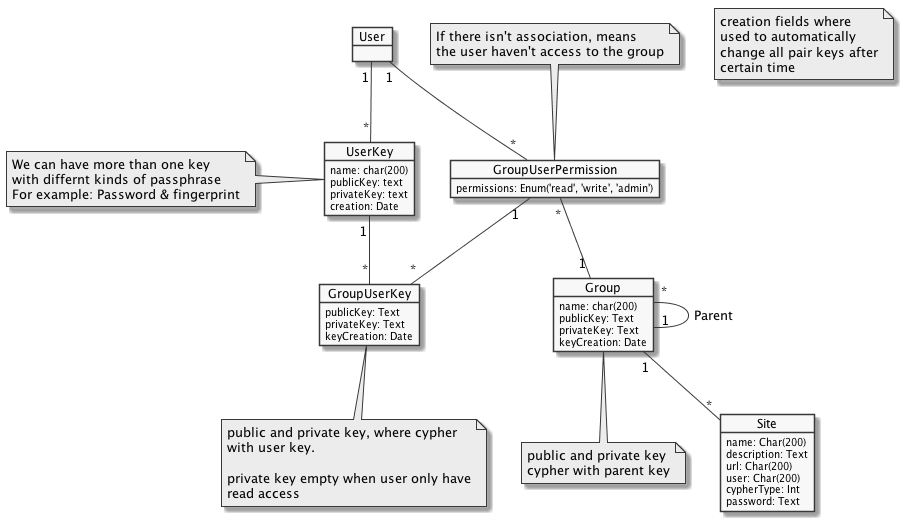 User
If there isn't association, means
the user haven't access to the group
creation fields where
used to automatically
change all pair keys after
certain time
1
1
*
*
We can have more than one key
with differnt kinds of passphrase
For example: Password & fingerprint
UserKey
name: char(200)
publicKey: text
privateKey: text
creation: Date
GroupUserPermission
permissions: Enum('read', 'write', 'admin')
1
1
*
*
*
1
GroupUserKey
publicKey: Text
privateKey: Text
keyCreation: Date
Group
name: char(200)
publicKey: Text
privateKey: Text
keyCreation: Date
*
1
Parent
1
*
public and private key, where cypher
with user key.
private key empty when user only have
read access
public and private key
cypher with parent key
Site
name: Char(200)
description: Text
url: Char(200)
user: Char(200)
cypherType: Int
password: Text